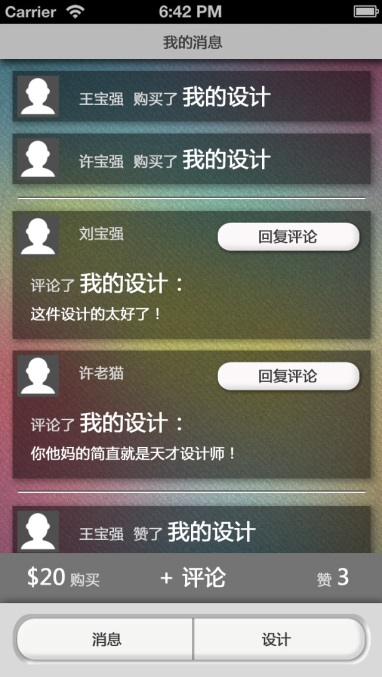 Carrier 6:42 PM
我的消息
王宝强 购买了 我的设计
许宝强 购买了 我的设计
刘宝强 回复评论
评论了 我的设计：
这件设计的太好了！
许老猫 回复评论
评论了 我的设计：
你他妈的简直就是天才设计师！
王宝强 赞了 我的设计
$20 购买 + 评论 赞 3
消息 设计